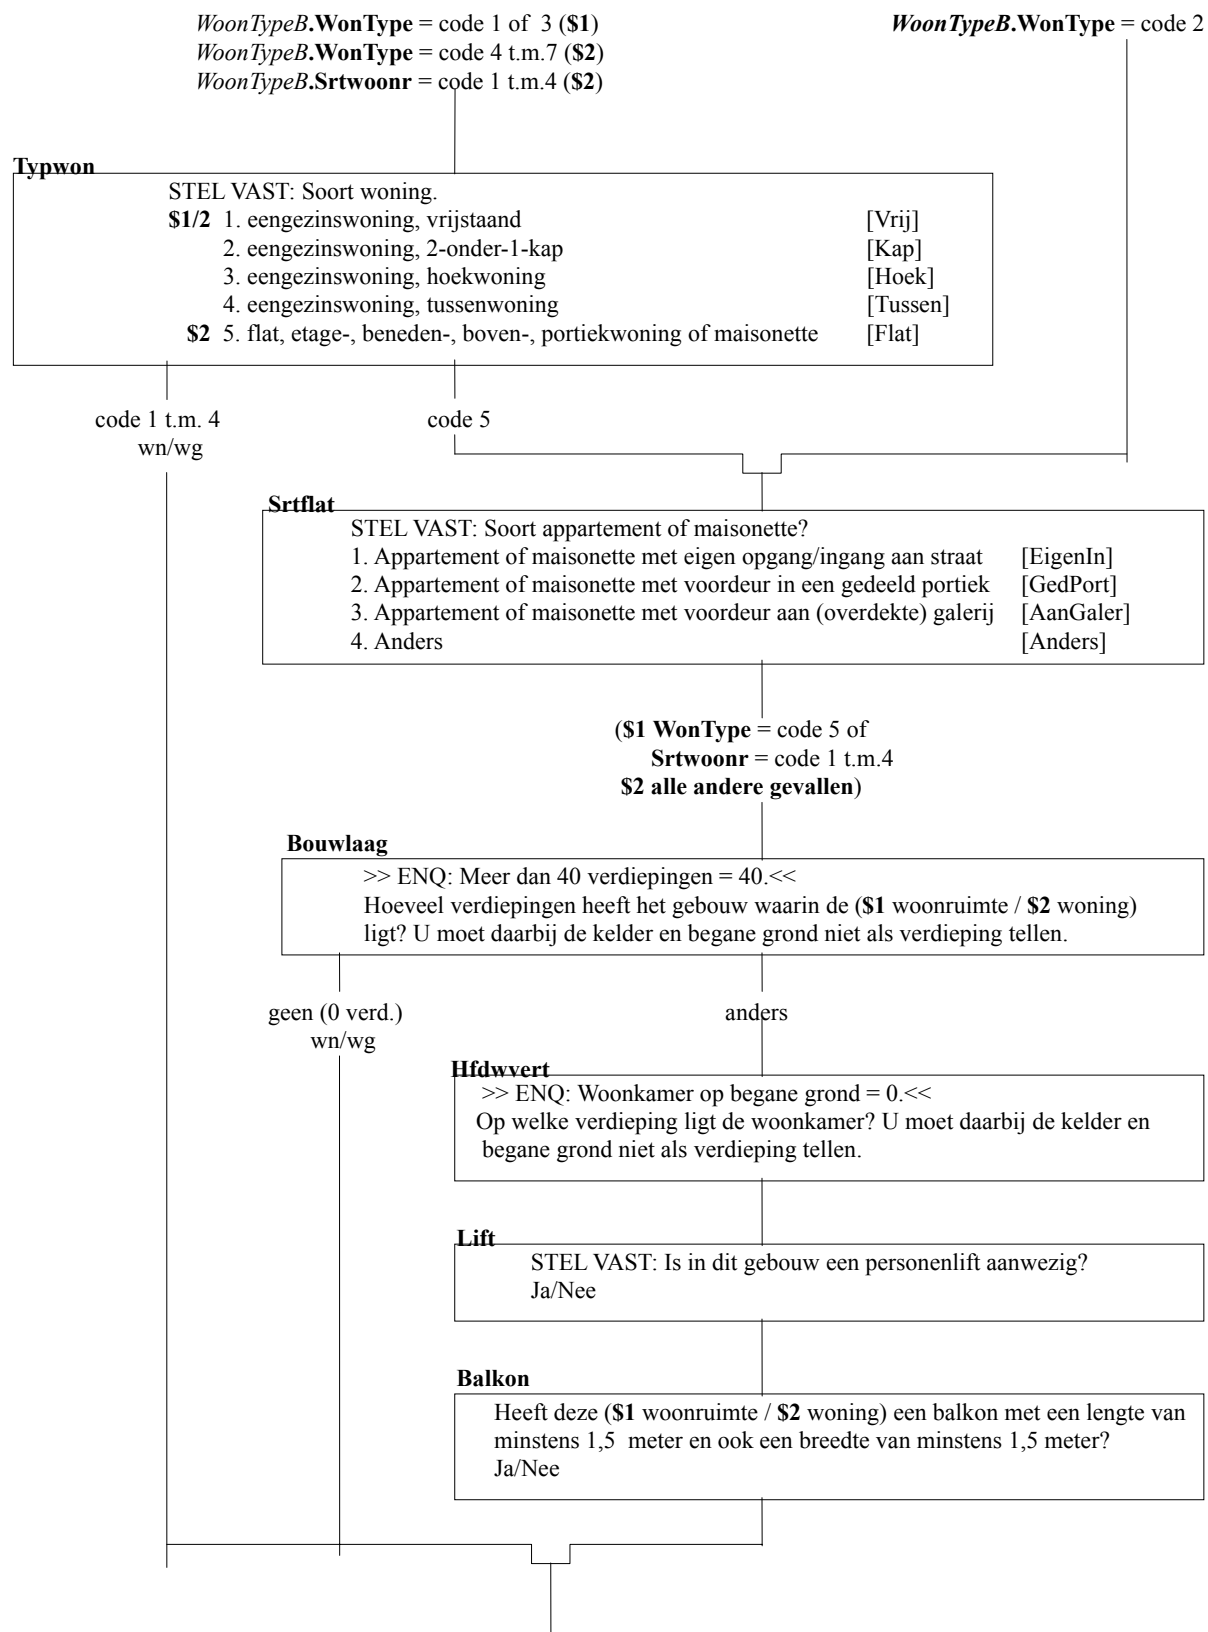 WoonTypeB.WonType = code 1 of 3 ($1)
WoonTypeB.WonType = code 4 t.m.7 ($2)
WoonTypeB.Srtwoonr = code 1 t.m.4 ($2)
WoonTypeB.WonType = code 2
Typwon
STEL VAST: Soort woning.
$1/2 1. eengezinswoning, vrijstaand [Vrij]
2. eengezinswoning, 2-onder-1-kap [Kap]
3. eengezinswoning, hoekwoning [Hoek]
4. eengezinswoning, tussenwoning [Tussen]
$2 5. flat, etage-, beneden-, boven-, portiekwoning of maisonette [Flat]
code 1 t.m. 4
wn/wg
code 5
Srtflat
STEL VAST: Soort appartement of maisonette?
1. Appartement of maisonette met eigen opgang/ingang aan straat [EigenIn]
2. Appartement of maisonette met voordeur in een gedeeld portiek [GedPort]
3. Appartement of maisonette met voordeur aan (overdekte) galerij [AanGaler]
4. Anders [Anders]
($1 WonType = code 5 of
Srtwoonr = code 1 t.m.4
$2 alle andere gevallen)
Bouwlaag
>> ENQ: Meer dan 40 verdiepingen = 40.<<
Hoeveel verdiepingen heeft het gebouw waarin de ($1 woonruimte / $2 woning)
ligt? U moet daarbij de kelder en begane grond niet als verdieping tellen.
geen (0 verd.)
wn/wg
anders
Hfdwvert
>> ENQ: Woonkamer op begane grond = 0.<<
Op welke verdieping ligt de woonkamer? U moet daarbij de kelder en
begane grond niet als verdieping tellen.
Lift
STEL VAST: Is in dit gebouw een personenlift aanwezig?
Ja/Nee
Balkon
Heeft deze ($1 woonruimte / $2 woning) een balkon met een lengte van
minstens 1,5 meter en ook een breedte van minstens 1,5 meter?
Ja/Nee